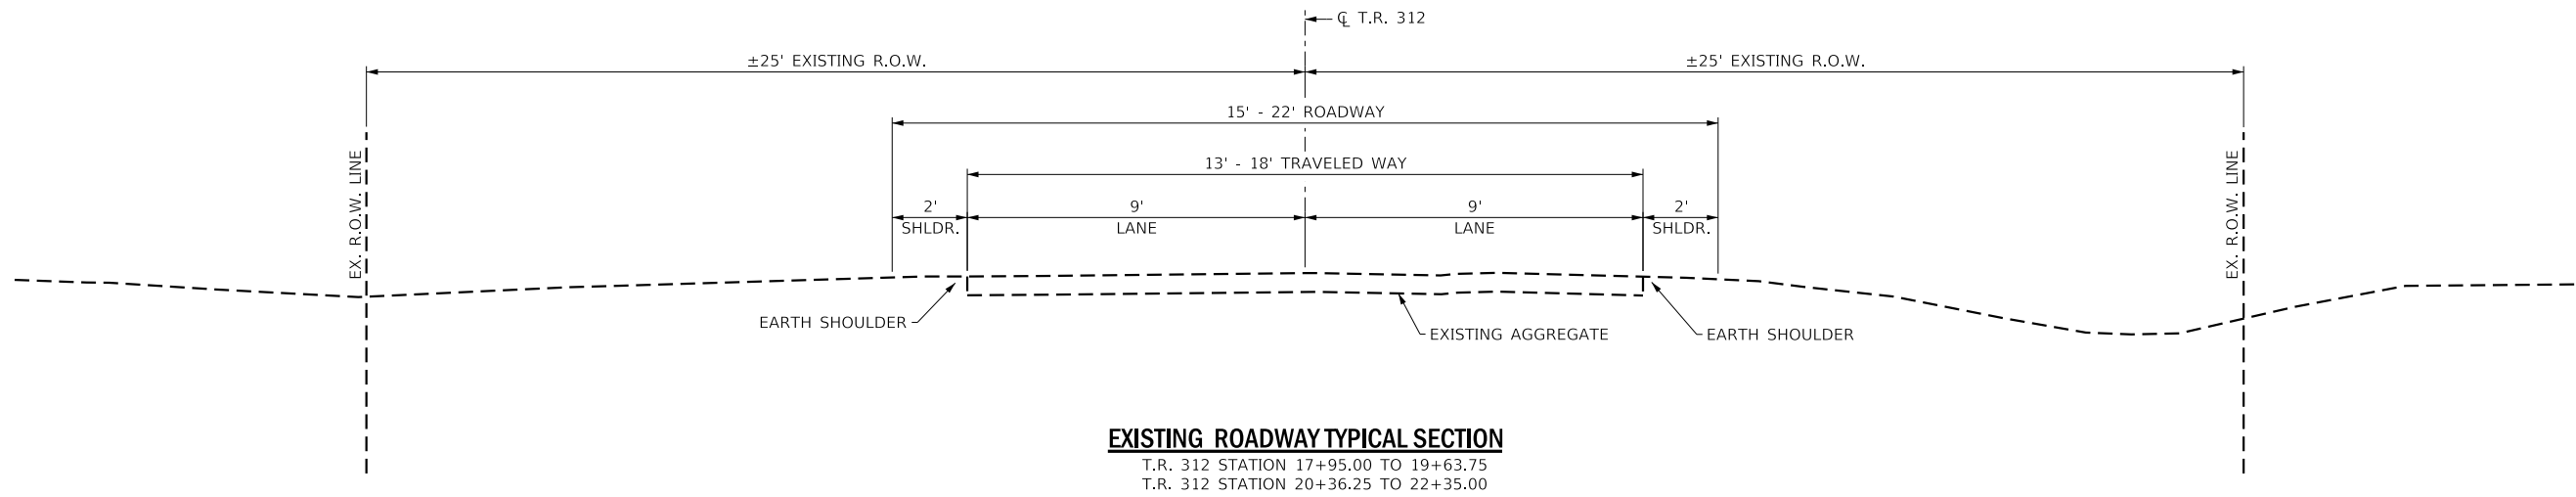 ℄ T.R. 312
±25' EXISTING R.O.W.
±25' EXISTING R.O.W.
15' - 22' ROADWAY
13' - 18' TRAVELED WAY
EX. R.O.W. LINE
EX. R.O.W. LINE
2'
9'
9'
2'
SHLDR.
LANE
LANE
SHLDR.
EARTH SHOULDER
EXISTING AGGREGATE
EARTH SHOULDER
EXISTING ROADWAY TYPICAL SECTION
T.R. 312 STATION 17+95.00 TO 19+63.75
T.R. 312 STATION 20+36.25 TO 22+35.00